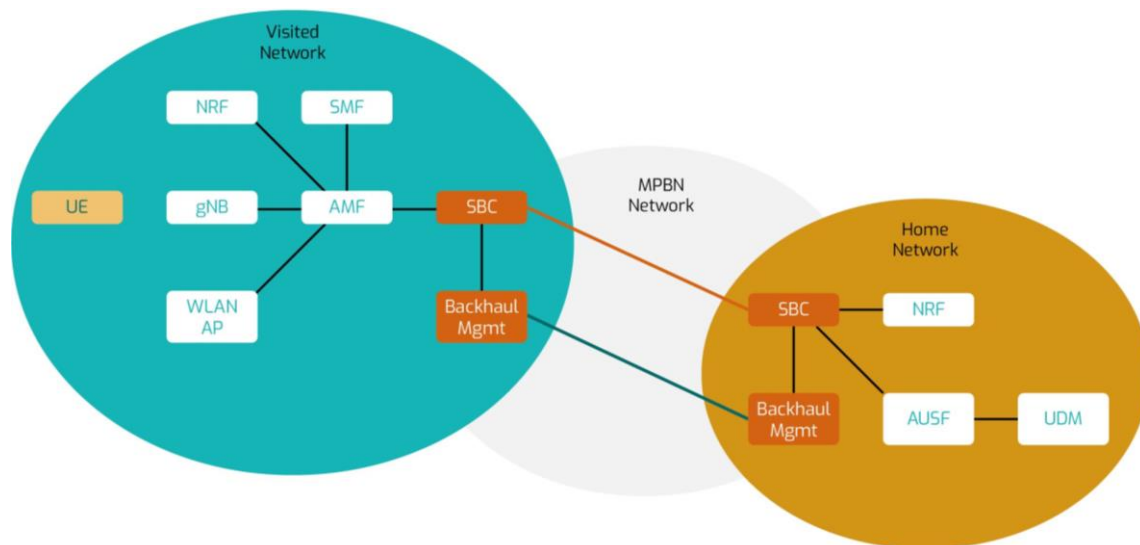 Visited
Network
NRF
SMF
UE
gNB
AMF
SBC
WLAN
AP
Backhaul
Mgmt
MPBN
Network
Home
Network
SBC
NRF
Backhaul
Mgmt
AUSF
UDM